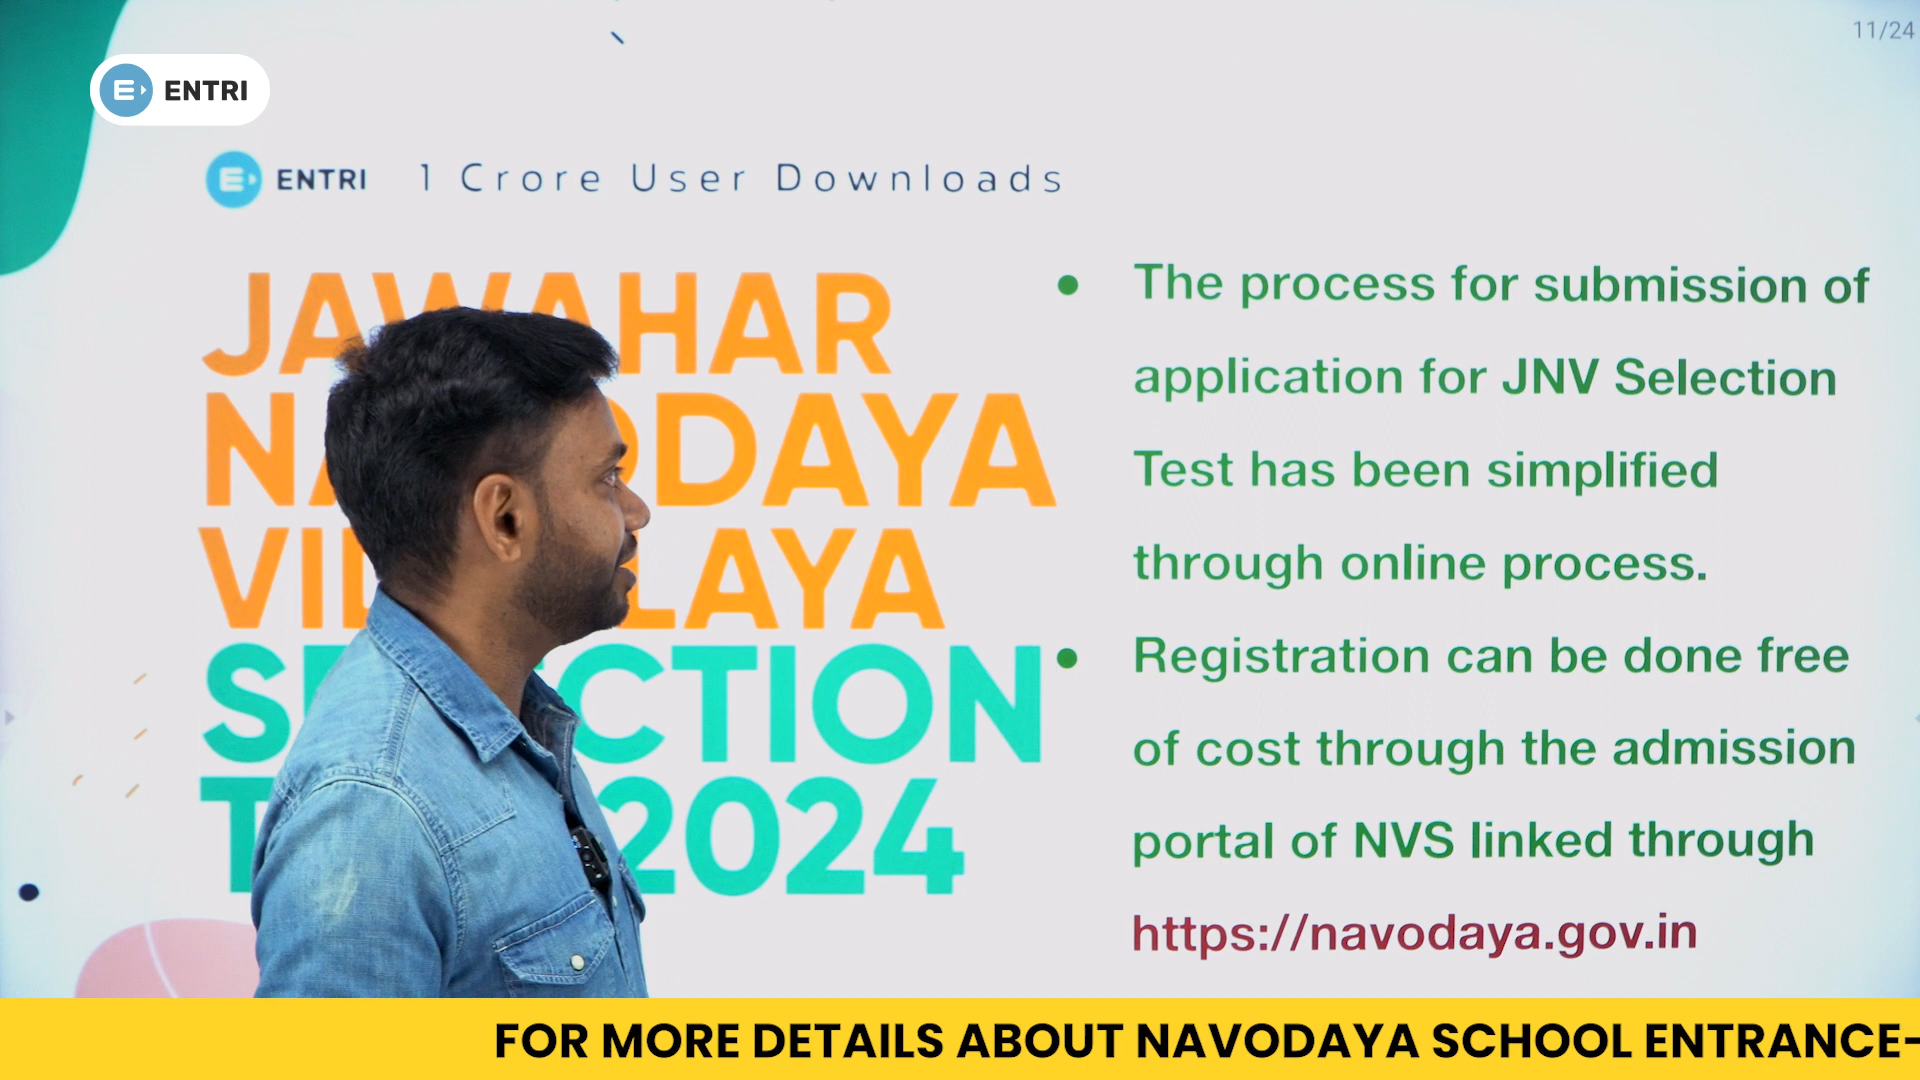 11/24
ENTRI
ENTRI 1 Crore User Downloads
JAWAHAR
VIDYALAYA
2024
• The process for submission of
application for JNV Selection
Test has been simplified
through online process.
• Registration can be done free
of cost through the admission
portal of NVS linked through
https://navodaya.gov.in
FOR MORE DETAILS ABOUT NAVODAYA SCHOOL ENTRANCE-